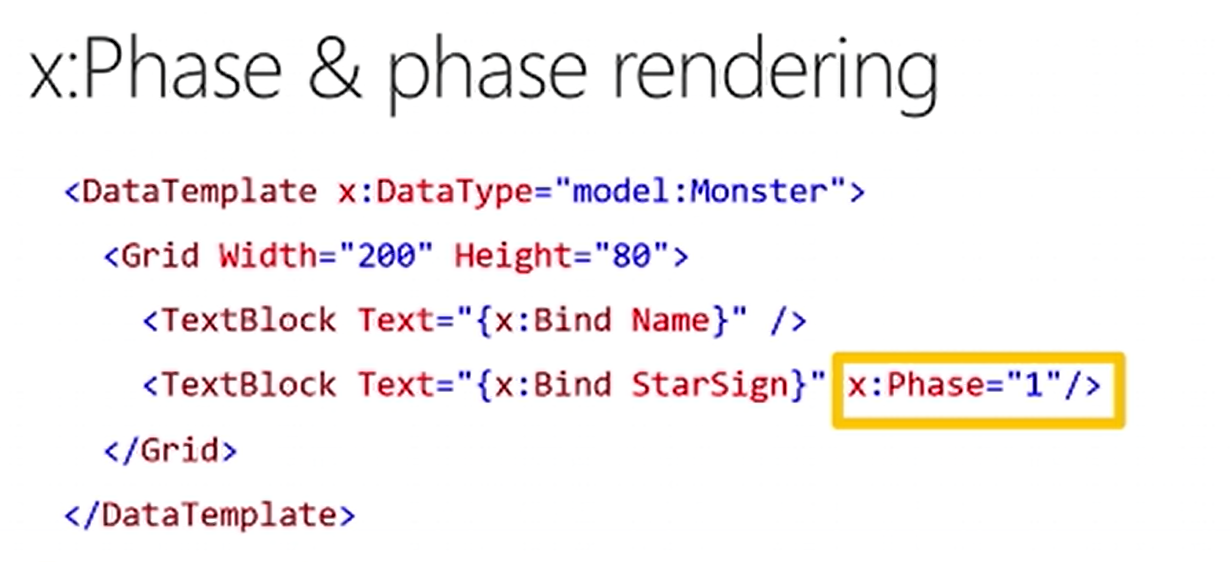 x:Phase & phase rendering
<DataTemplate x:DataType="model:Monster">
<Grid Width="200" Height="80">
<TextBlock Text="{x:Bind Name}" />
<TextBlock Text="{x:Bind StarSign}" x:Phase="1"/>
</Grid>
</DataTemplate>